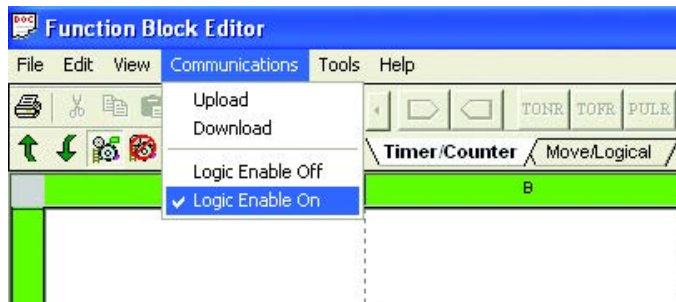 DOC Function Block Editor
File Edit View Communications Tools Help
Upload
Download
Logic Enable Off
✓ Logic Enable On
TONR TOFR PULR
Timer/Counter Move/Logical
B